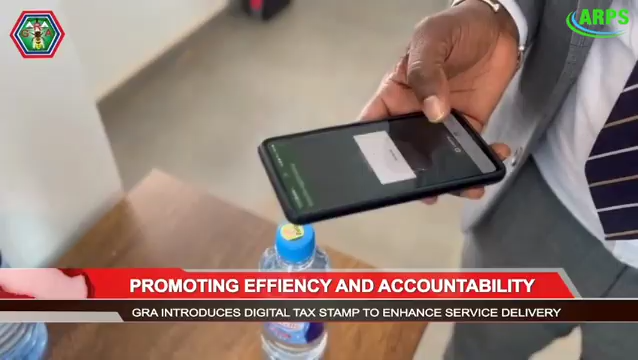 ARPS
PROMOTING EFFIENCY AND ACCOUNTABILITY
GRA INTRODUCES DIGITAL TAX STAMP TO ENHANCE SERVICE DELIVERY